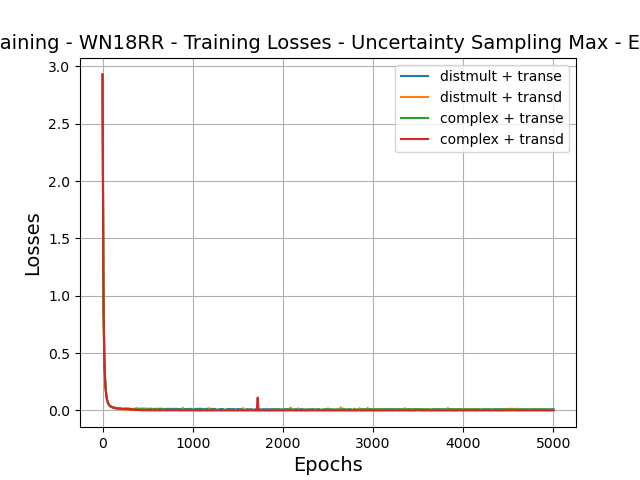 aining - WN18RR - Training Losses - Uncertainty Sampling Max - E
distmult + transe
distmult + transd
complex + transe
complex + transd
3.0
2.5
2.0
1.5
1.0
0.5
0.0
Losses
0 1000 2000 3000 4000 5000
Epochs